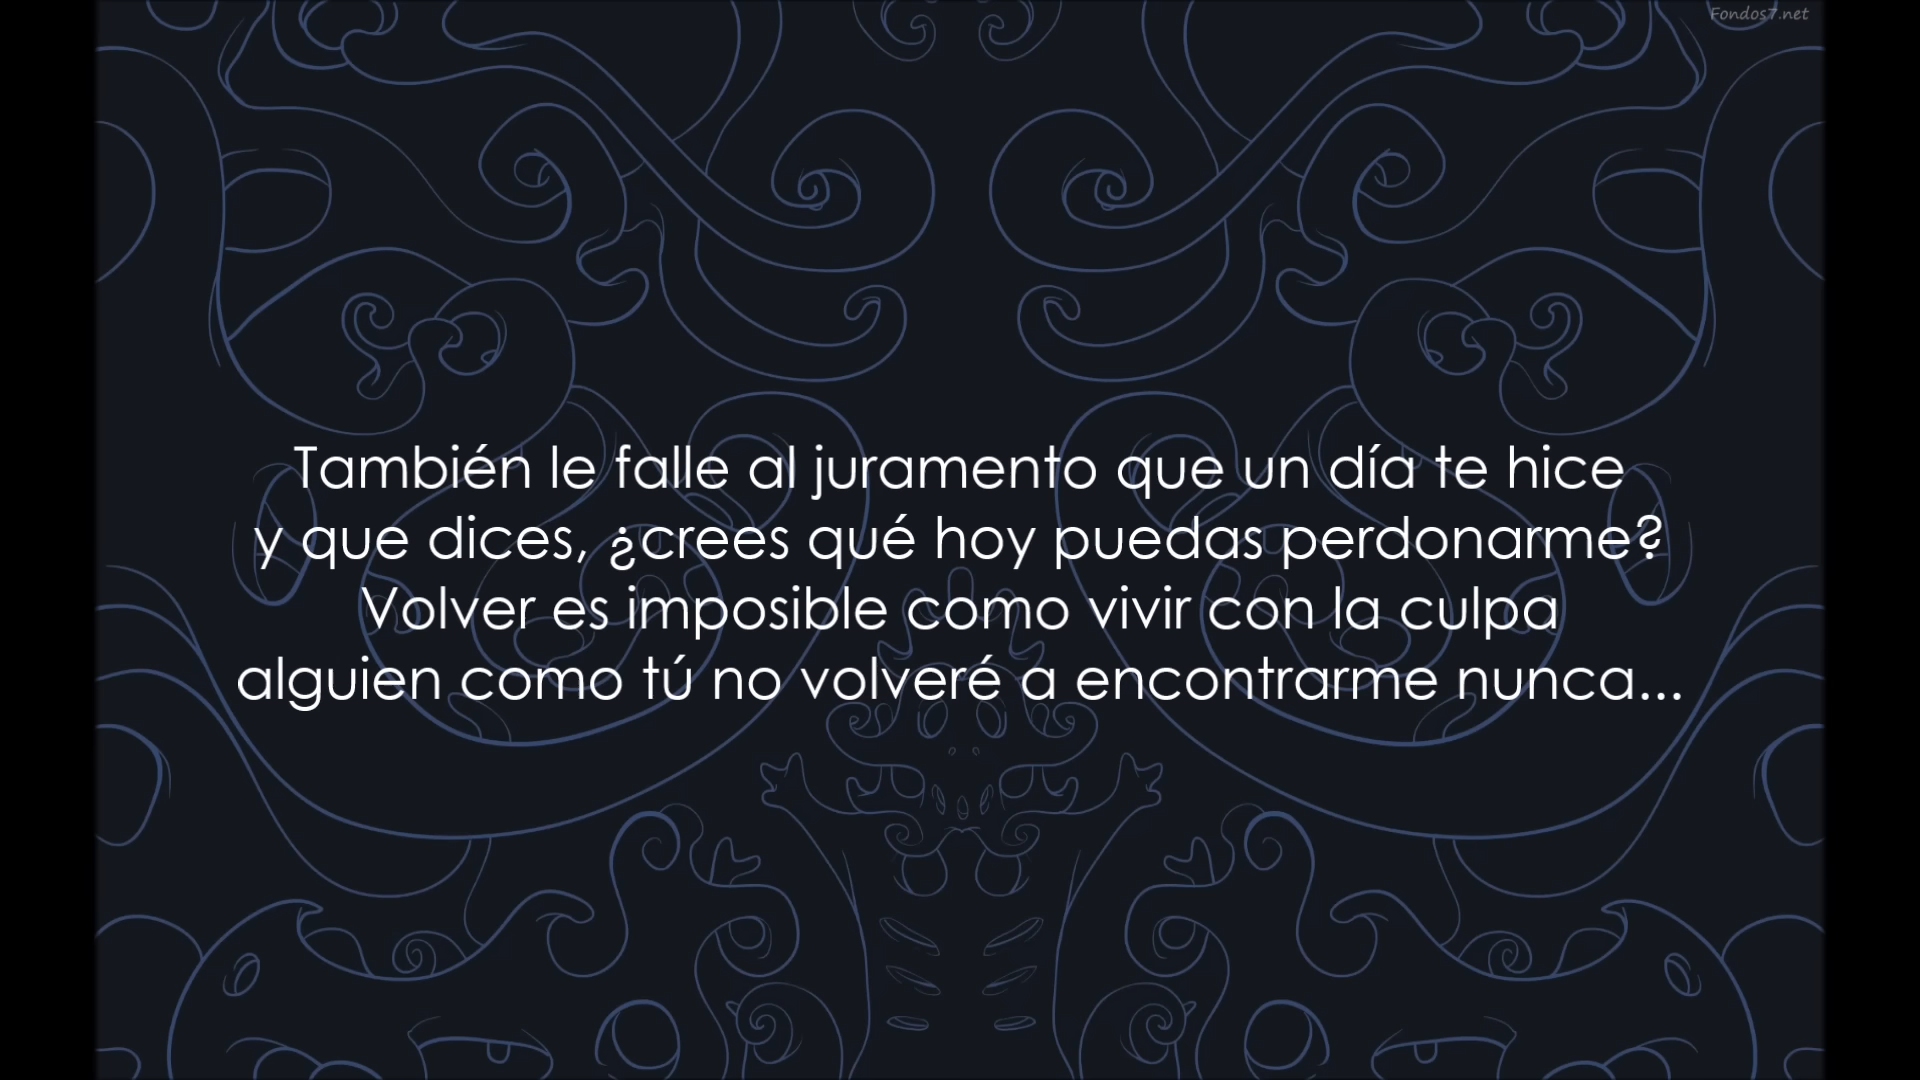 Fondos7.net
También le falle al juramento que un día te hice
y que dices, ¿crees qué hoy puedas perdonarme?
Volver es imposible como vivir con la culpa
alguien como tú no volveré a encontrarme nunca...